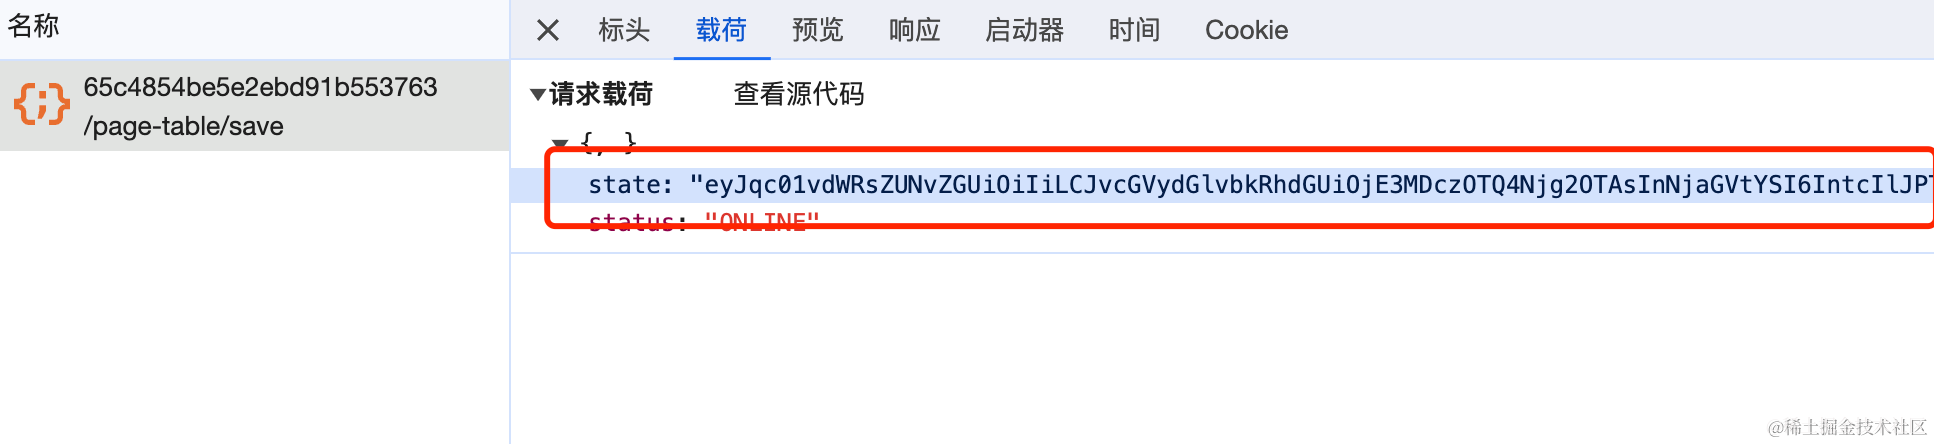 名称
标头 载荷 预览 响应 启动器 时间 Cookie
65c4854be5e2ebd91b553763
/page-table/save
请求载荷 查看源代码
{, }
state: "eyJqc01vdWRsZUNvZGUiOiIiLCJvcGVydGlvbkRhdGUiOjE3MDczOTQ4Njg2OTAsInNjaGVtYSI6IntcIlJPT
status: "ONLINE"
@稀土掘金技术社区